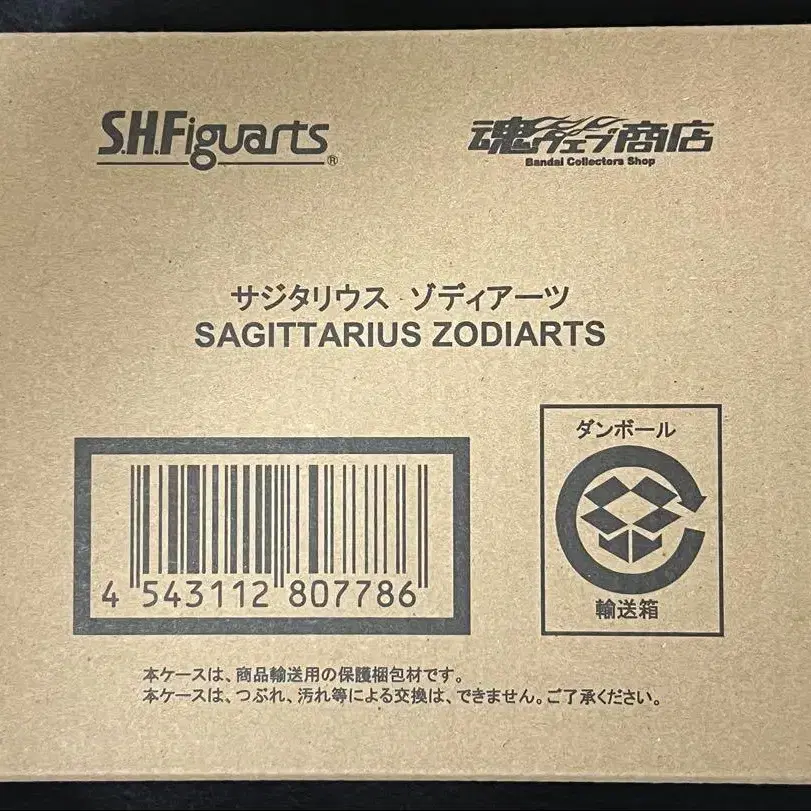 S.H.Figuarts®
魂ウェブ商店
Bandai Collectors Shop
サジタリウス ゾディアーツ
SAGITTARIUS ZODIARTS
ダンボール
輸送箱
4 543112 807786
本ケースは、商品輸送用の保護梱包材です。
本ケースは、つぶれ、汚れ等による交換は、できません。ご了承ください。